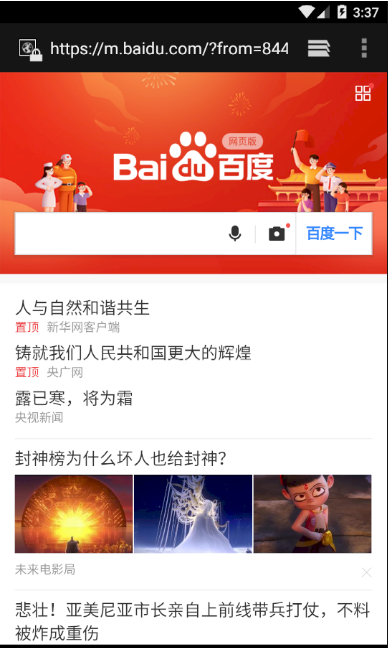 3:37
https://m.baidu.com/?from=844
网页版
Bai du 百度
百度一下
人与自然和谐共生
置顶 新华网客户端
铸就我们人民共和国更大的辉煌
置顶 央广网
露已寒，将为霜
央视新闻
封神榜为什么坏人也给封神？
未来电影局
悲壮！亚美尼亚市长亲自上前线带兵打仗，不料
被炸成重伤